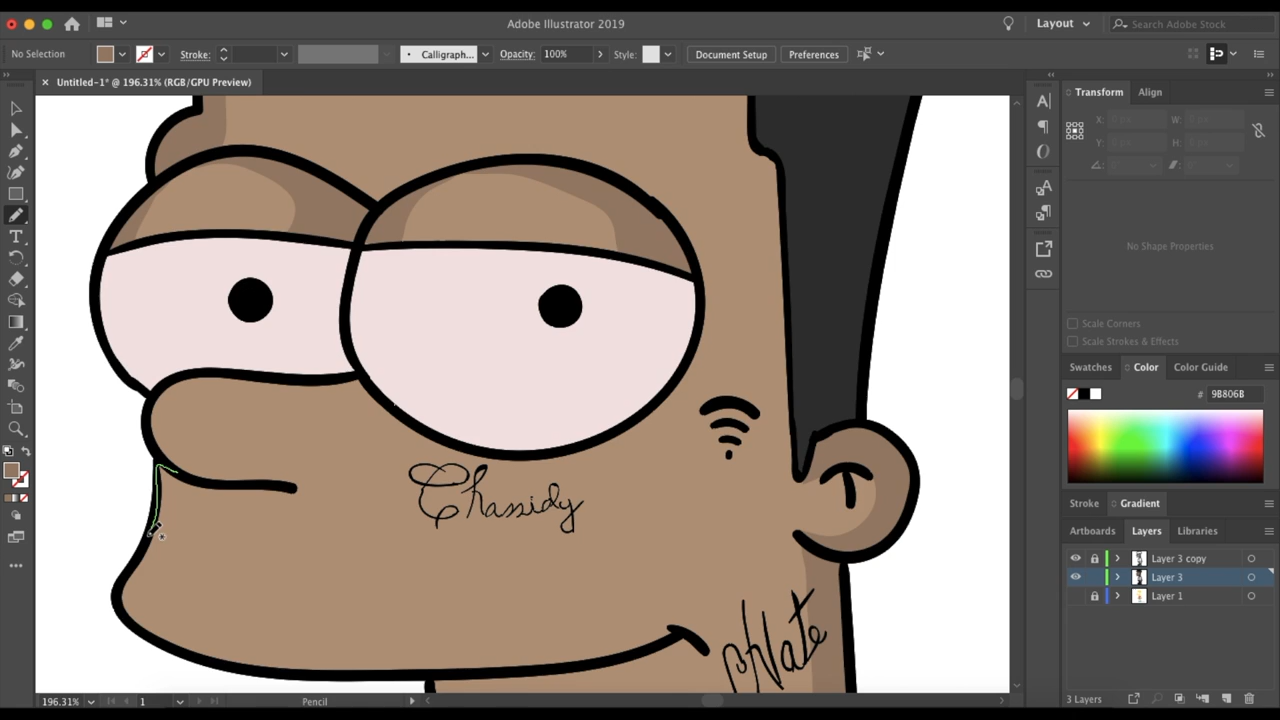 Adobe Illustrator 2019
Layout
Search Adobe Stock
No Selection
Stroke:
Calligraph...
Opacity:
100%
Style:
Document Setup
Preferences
Untitled-1* @ 196.31% (RGB/GPU Preview)
Transform
Align
X:
W:
Y:
H:
No Shape Properties
Scale Corners
Scale Strokes & Effects
Swatches
Color
Color Guide
# 9B806B
Chassidy
Stroke
Gradient
Artboards
Layers
Libraries
Layer 3 copy
Layer 3
Layer 1
196.31%
1
Pencil
3 Layers